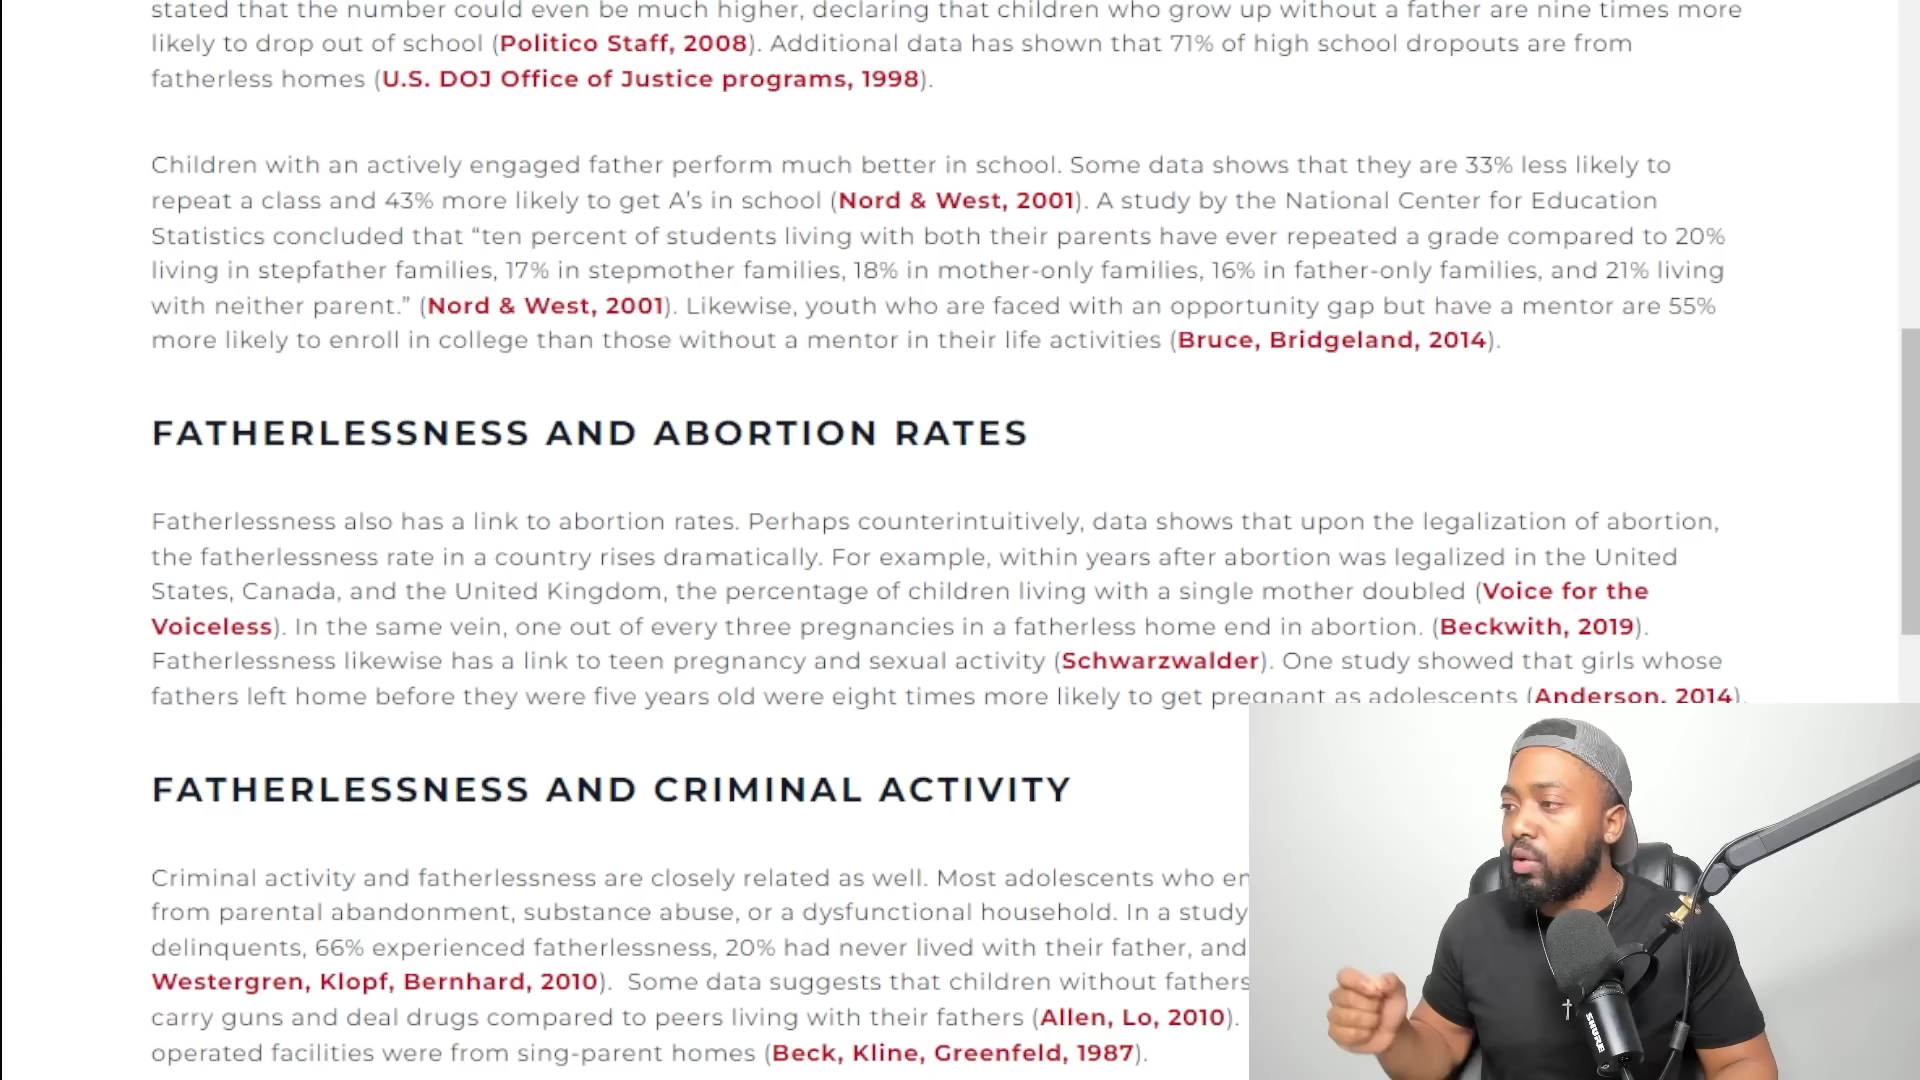 stated that the number could even be much higher, declaring that children who grow up without a father are nine times more
likely to drop out of school (Politico Staff, 2008). Additional data has shown that 71% of high school dropouts are from
fatherless homes (U.S. DOJ Office of Justice programs, 1998).
Children with an actively engaged father perform much better in school. Some data shows that they are 33% less likely to
repeat a class and 43% more likely to get A’s in school (Nord & West, 2001). A study by the National Center for Education
Statistics concluded that “ten percent of students living with both their parents have ever repeated a grade compared to 20%
living in stepfather families, 17% in stepmother families, 18% in mother-only families, 16% in father-only families, and 21% living
with neither parent.” (Nord & West, 2001). Likewise, youth who are faced with an opportunity gap but have a mentor are 55%
more likely to enroll in college than those without a mentor in their life activities (Bruce, Bridgeland, 2014).
FATHERLESSNESS AND ABORTION RATES
Fatherlessness also has a link to abortion rates. Perhaps counterintuitively, data shows that upon the legalization of abortion,
the fatherlessness rate in a country rises dramatically. For example, within years after abortion was legalized in the United
States, Canada, and the United Kingdom, the percentage of children living with a single mother doubled (Voice for the
Voiceless). In the same vein, one out of every three pregnancies in a fatherless home end in abortion. (Beckwith, 2019).
Fatherlessness likewise has a link to teen pregnancy and sexual activity (Schwarzwalder). One study showed that girls whose
fathers left home before they were five years old were eight times more likely to get pregnant as adolescents (Anderson, 2014).
FATHERLESSNESS AND CRIMINAL ACTIVITY
Criminal activity and fatherlessness are closely related as well. Most adolescents who
from parental abandonment, substance abuse, or a dysfunctional household. In a study
delinquents, 66% experienced fatherlessness, 20% had never lived with their father, and
Westergren, Klopf, Bernhard, 2010). Some data suggests that children without fathers
carry guns and deal drugs compared to peers living with their fathers (Allen, Lo, 2010).
operated facilities were from sing-parent homes (Beck, Kline, Greenfeld, 1987).
SHURE